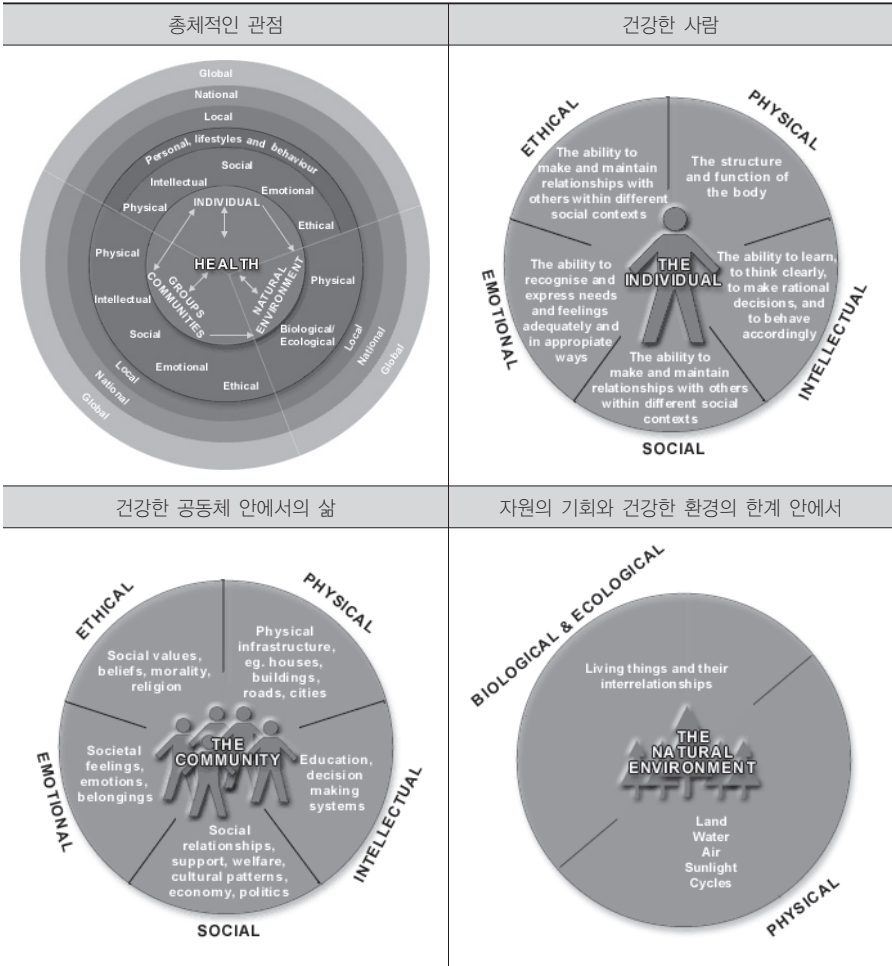 총체적인 관점
건강한 사람
Global
National
Local
Personal, lifestyles and behaviour
Social
Intellectual
Emotional
Physical
INDIVIDUAL
Ethical
HEALTH
Physical
GROUPS
COMMUNITIES
NATURAL
ENVIRONMENT
Physical
Intellectual
Social
Biological/
Ecological
Emotional
Ethical
Local
National
Global
Local
National
Global
ETHICAL
PHYSICAL
The ability to
make and maintain
relationships with
others within different
social contexts
The structure
and function of
the body
THE
INDIVIDUAL
The ability to
recognise and
express needs
and feelings
adequately and
in appropiate
ways
The ability to learn,
to think clearly,
to make rational
decisions, and
to behave
accordingly
EMOTIONAL
INTELLECTUAL
The ability to
make and maintain
relationships with others
within different social
contexts
SOCIAL
건강한 공동체 안에서의 삶
자원의 기회와 건강한 환경의 한계 안에서
ETHICAL
PHYSICAL
Social values,
beliefs, morality,
religion
Physical
infrastructure,
eg. houses,
buildings,
roads, cities
THE
COMMUNITY
Societal
feelings,
emotions,
belongings
Education,
decision
making
systems
EMOTIONAL
INTELLECTUAL
Social
relationships,
support, welfare,
cultural patterns,
economy, politics
SOCIAL
BIOLOGICAL & ECOLOGICAL
Living things and their
interrelationships
THE
NATURAL
ENVIRONMENT
Land
Water
Air
Sunlight
Cycles
PHYSICAL